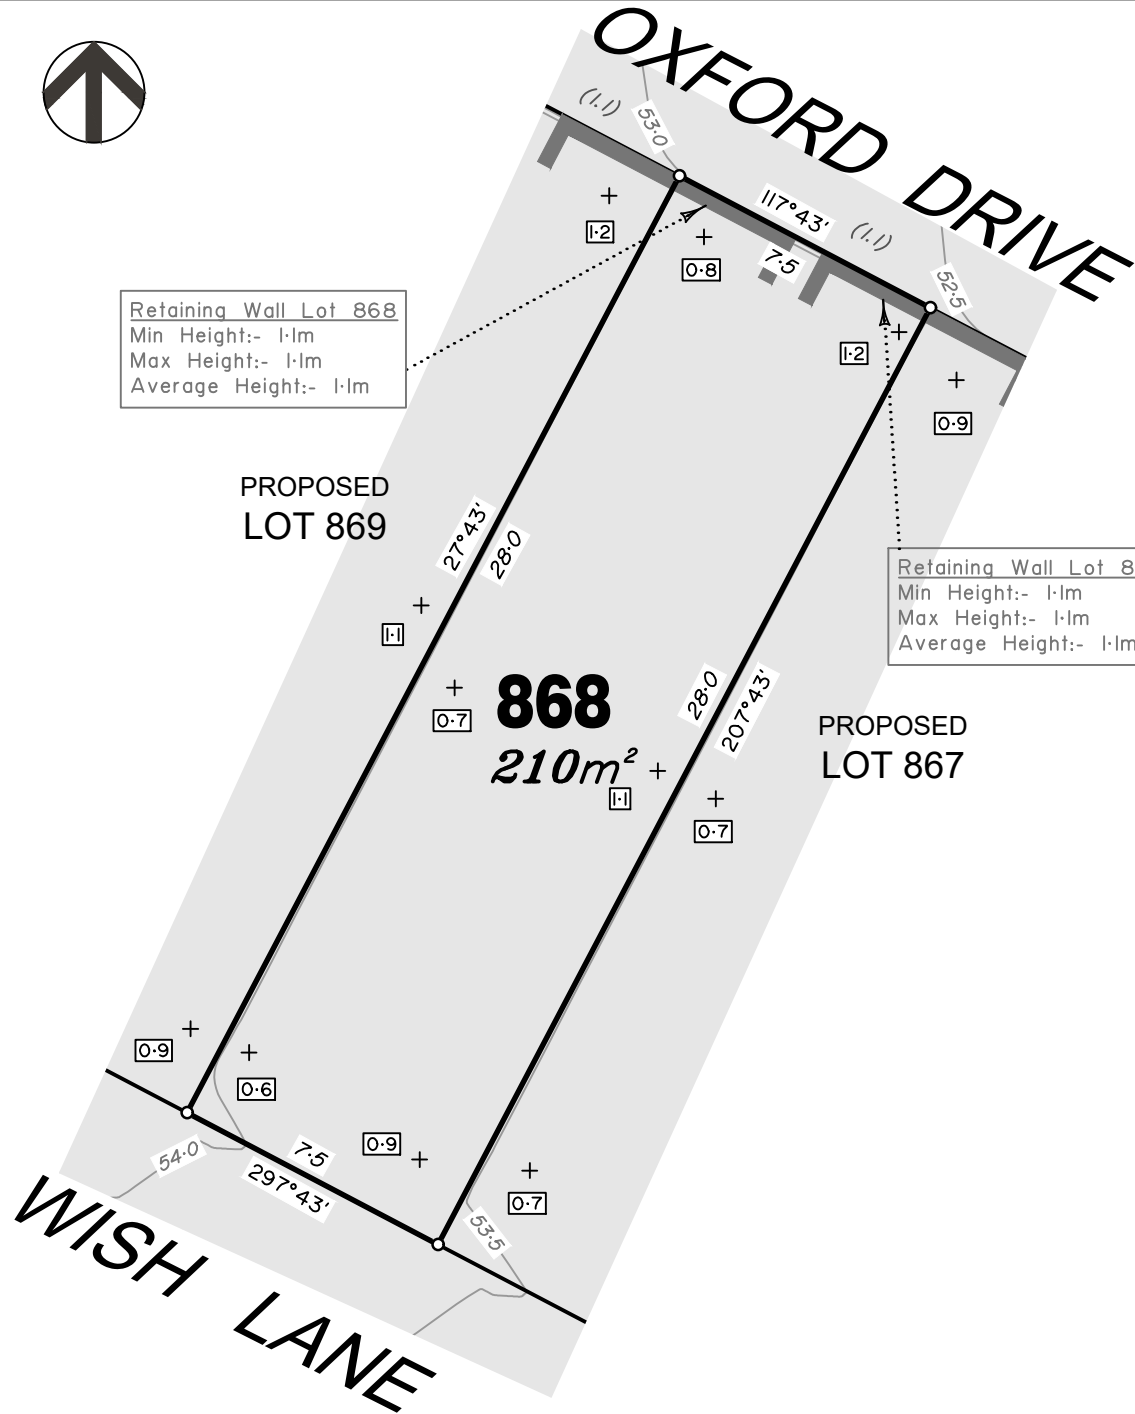 OXFORD DRIVE
(1.1)
53·0
117°43'
(1.1)
7·5
52·5
1·2
0·8
1·2
0·9
Retaining Wall Lot 868
Min Height:- 1·1m
Max Height:- 1·1m
Average Height:- 1·1m
PROPOSED
LOT 869
27°43'
28·0
Retaining Wall Lot 8
Min Height:- 1·1m
Max Height:- 1·1m
Average Height:- 1·1m
1·1
0·7
868
210m²
1·1
28·0
207°43'
PROPOSED
LOT 867
0·7
0·9
0·6
0·9
7·5
297°43'
54·0
0·7
53·5
WISH LANE